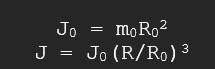 J₀ = m₀R₀²
J = J₀(R/R₀)³